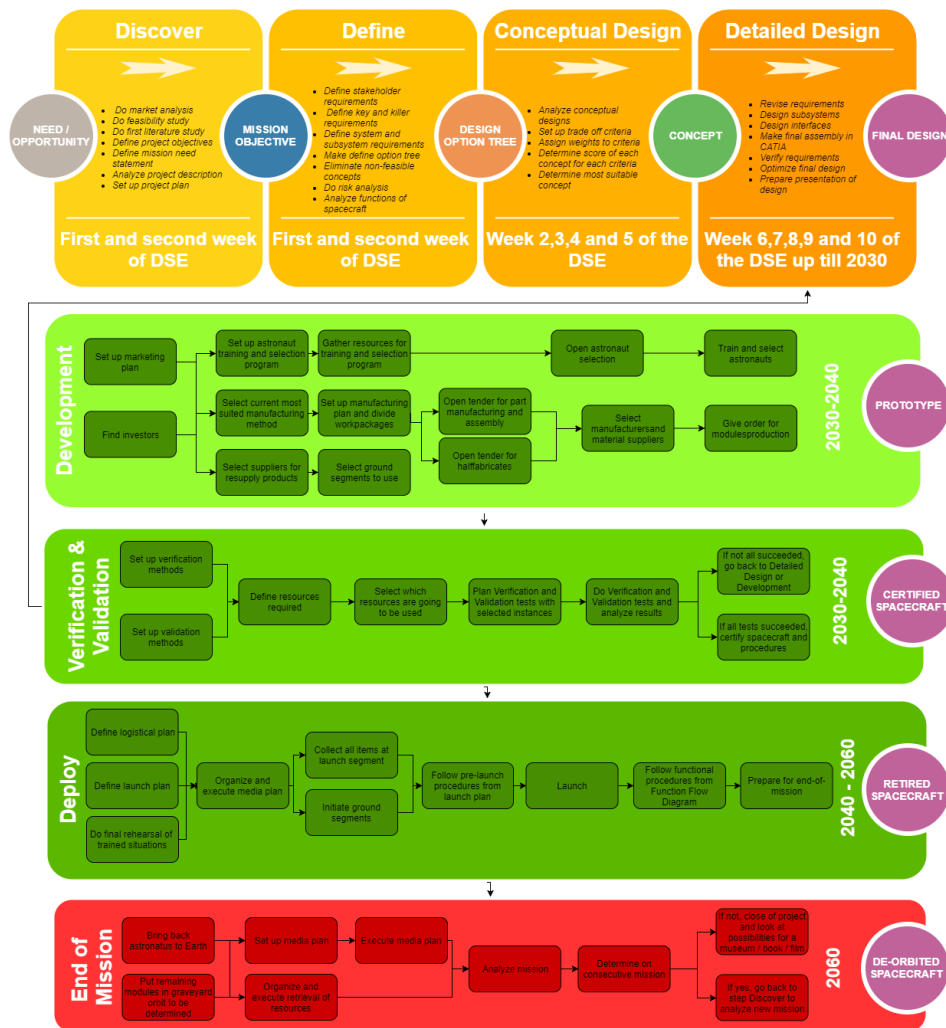 Discover
NEED /
OPPORTUNITY
Do market analysis
Do feasibility study
Do first literature study
Define project objectives
Define mission need
statement
Analyze project description
Set up project plan
First and second week
of DSE
Define
MISSION
OBJECTIVE
Define stakeholder
requirements
Define key and killer
requirements
Define system and
subsystem requirements
Make define option tree
Eliminate non-feasible
concepts
Do risk analysis
Analyze functions of
spacecraft
First and second week
of DSE
Conceptual Design
DESIGN
OPTION TREE
Analyze conceptual
designs
Set up trade off criteria
Assign weights to criteria
Determine score of each
concept for each criteria
Determine most suitable
concept
Week 2,3,4 and 5 of the
DSE
Detailed Design
CONCEPT
Revise requirements
Design subsystems
Design interfaces
Make final assembly in
CATIA
Verify requirements
Optimize final design
Prepare presentation of
design
FINAL DESIGN
Week 6,7,8,9 and 10 of
the DSE up till 2030
Development
Set up marketing
plan
Find investors
Set up astronaut
training and selection
program
Gather resources for
training and selection
program
Open astronaut
selection
Train and select
astronauts
Select current most
suited manufacturing
method
Set up manufacturing
plan and divide
workpackages
Open tender for part
manufacturing and
assembly
Open tender for
halffabricates
Select
manufacturersand
material suppliers
Give order for
modulesproduction
Select suppliers for
resupply products
Select ground
segments to use
2030-2040
PROTOTYPE
Verification &
Validation
Set up verification
methods
Set up validation
methods
Define resources
required
Select which
resources are going
to be used
Plan Verification and
Validation tests with
selected instances
Do Verification and
Validation tests and
analyze results
If not all succeeded,
go back to Detailed
Design or
Development
If all tests succeeded,
certify spacecraft and
procedures
2030-2040
CERTIFIED
SPACECRAFT
Deploy
Define logistical plan
Define launch plan
Do final rehearsal of
trained situations
Organize and
execute media plan
Collect all items at
launch segment
Initiate ground
segments
Follow pre-launch
procedures from
launch plan
Launch
Follow functional
procedures from
Function Flow
Diagram
Prepare for end-of-
mission
2040 - 2060
RETIRED
SPACECRAFT
End of
Mission
Bring back
astronatus to Earth
Put remaining
modules in graveyard
orbit to be
determined
Set up media plan
Execute media plan
Organize and
execute retrieval of
resources
Analyze mission
Determine on
consecutive mission
If not, close of project
and look at
possibilities for a
museum / book / film
If yes, go back to
step Discover to
analyze new mission
2060
DE-ORBITED
SPACECRAFT